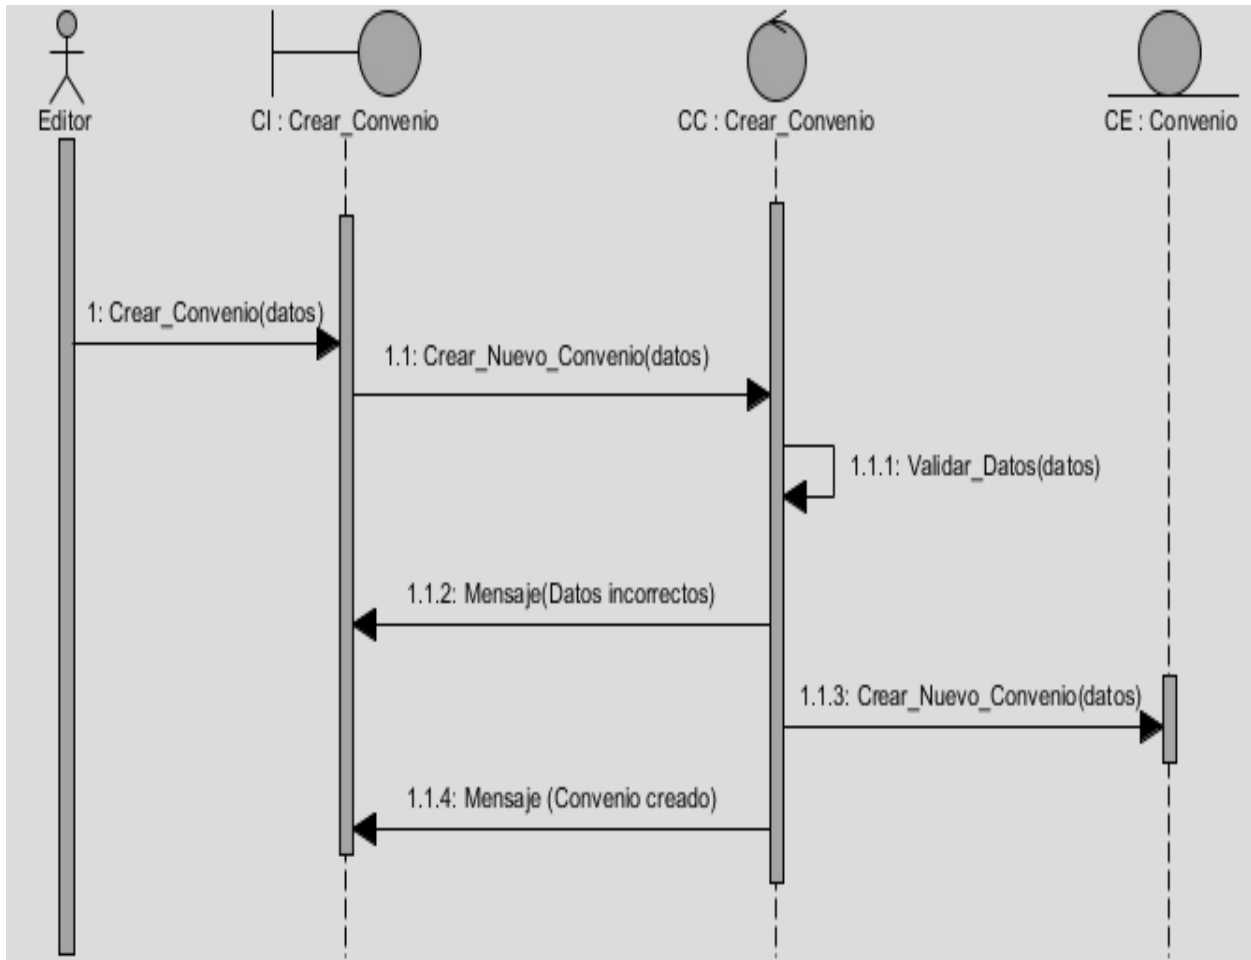 Editor
CI : Crear_Convenio
CC : Crear_Convenio
CE : Convenio
1: Crear_Convenio(datos)
1.1: Crear_Nuevo_Convenio(datos)
1.1.1: Validar_Datos(datos)
1.1.2: Mensaje(Datos incorrectos)
1.1.3: Crear_Nuevo_Convenio(datos)
1.1.4: Mensaje (Convenio creado)